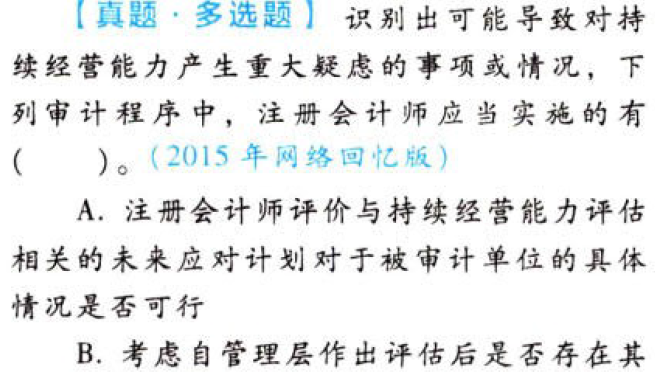 【真题·多选题】 识别出可能导致对持
续经营能力产生重大疑虑的事项或情况，下
列审计程序中，注册会计师应当实施的有
(    )。(2015 年网络回忆版)
A. 注册会计师评价与持续经营能力评估
相关的未来应对计划对于被审计单位的具体
情况是否可行
B. 考虑自管理层作出评估后是否存在其